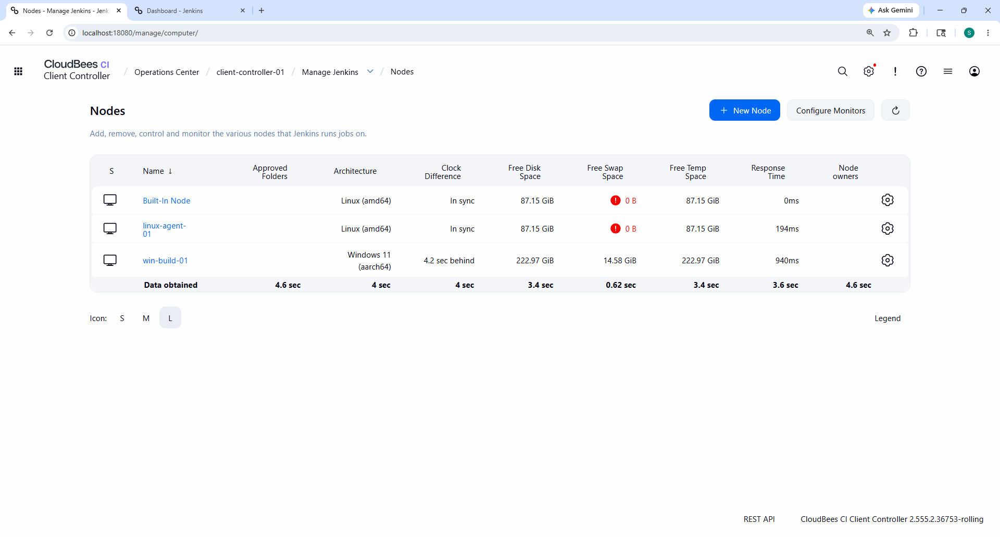 Nodes - Manage Jenkins - Jenk
Dashboard - Jenkins
Ask Gemini
localhost:18080/manage/computer/
S
CloudBees CI
Client Controller
/ Operations Center / client-controller-01 / Manage Jenkins / Nodes
Nodes
+ New Node
Configure Monitors
Add, remove, control and monitor the various nodes that Jenkins runs jobs on.
S Name ↓ Approved Folders Architecture Clock Difference Free Disk Space Free Swap Space Free Temp Space Response Time Node owners
Built-In Node Linux (amd64) In sync 87.15 GiB 0 B 87.15 GiB 0ms
linux-agent-01 Linux (amd64) In sync 87.15 GiB 0 B 87.15 GiB 194ms
win-build-01 Windows 11 (aarch64) 4.2 sec behind 222.97 GiB 14.58 GiB 222.97 GiB 940ms
Data obtained 4.6 sec 4 sec 4 sec 3.4 sec 0.62 sec 3.4 sec 3.6 sec 4.6 sec
Icon: S M L
Legend
REST API
CloudBees CI Client Controller 2.555.2.36753-rolling